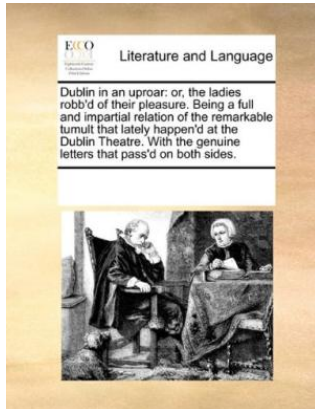 ECCO
Literature and Language
Dublin in an uproar: or, the ladies
robb'd of their pleasure. Being a full
and impartial relation of the remarkable
tumult that lately happen'd at the
Dublin Theatre. With the genuine
letters that pass'd on both sides.